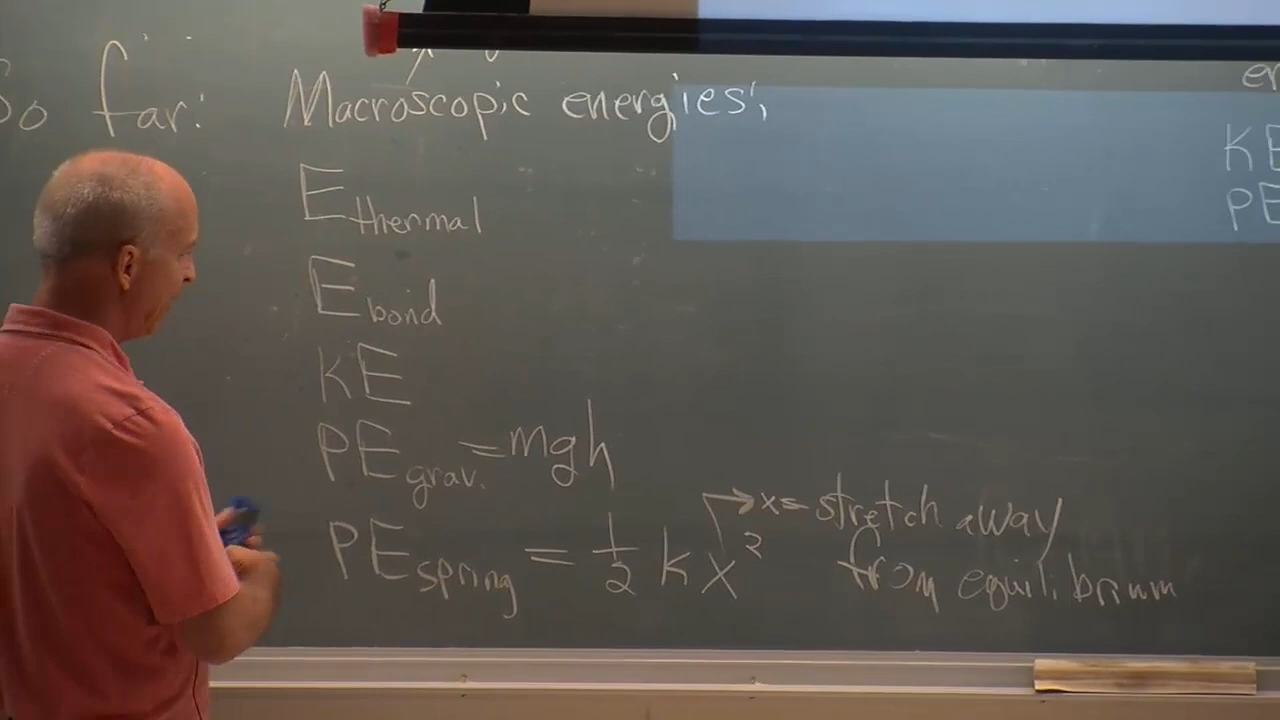 So far: Macroscopic energies;
E thermal
E bond
KE
PE grav. = mgh
PE spring = 1/2 k x²
x = stretch away
from equilibrium
KE
PE